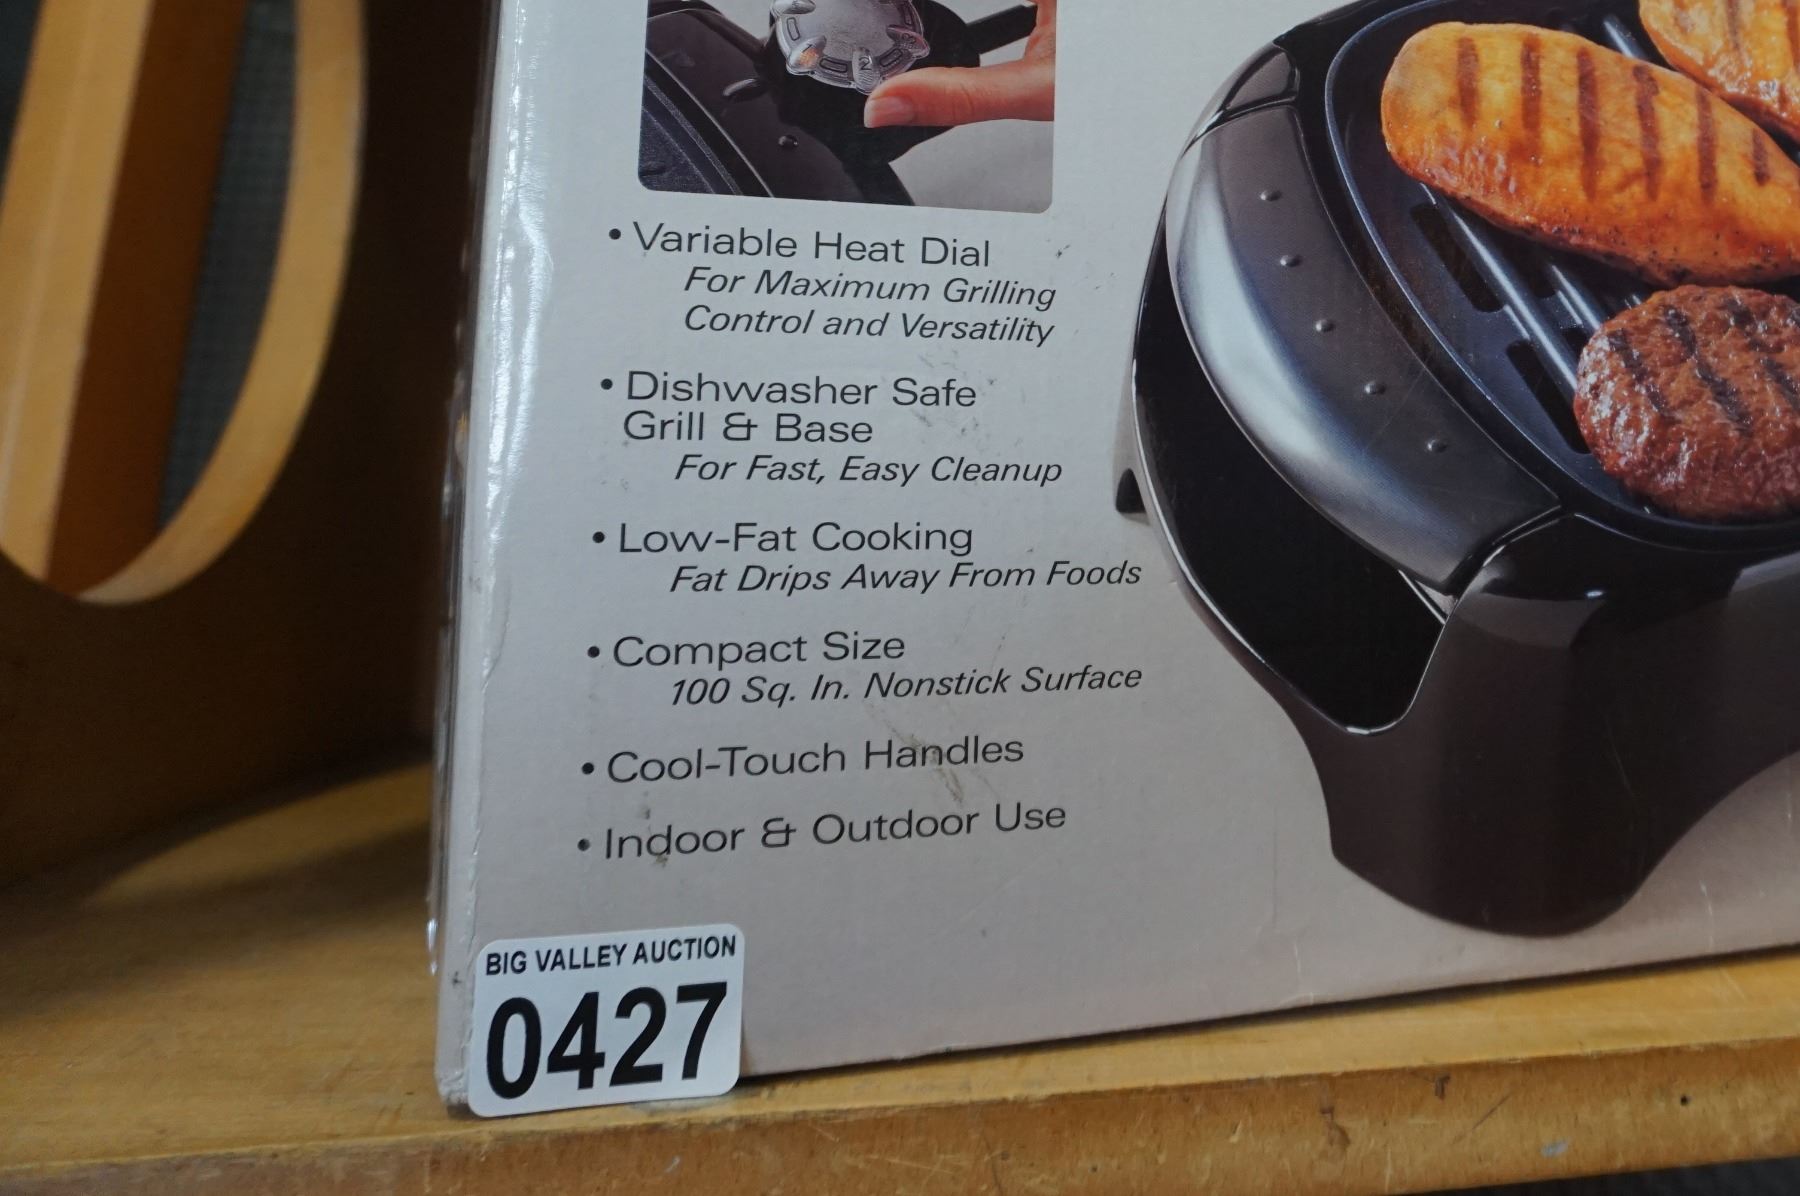 • Variable Heat Dial
For Maximum Grilling
Control and Versatility
• Dishwasher Safe
Grill & Base
For Fast, Easy Cleanup
• Low-Fat Cooking
Fat Drips Away From Foods
• Compact Size
100 Sq. In. Nonstick Surface
• Cool-Touch Handles
• Indoor & Outdoor Use
BIG VALLEY AUCTION
0427